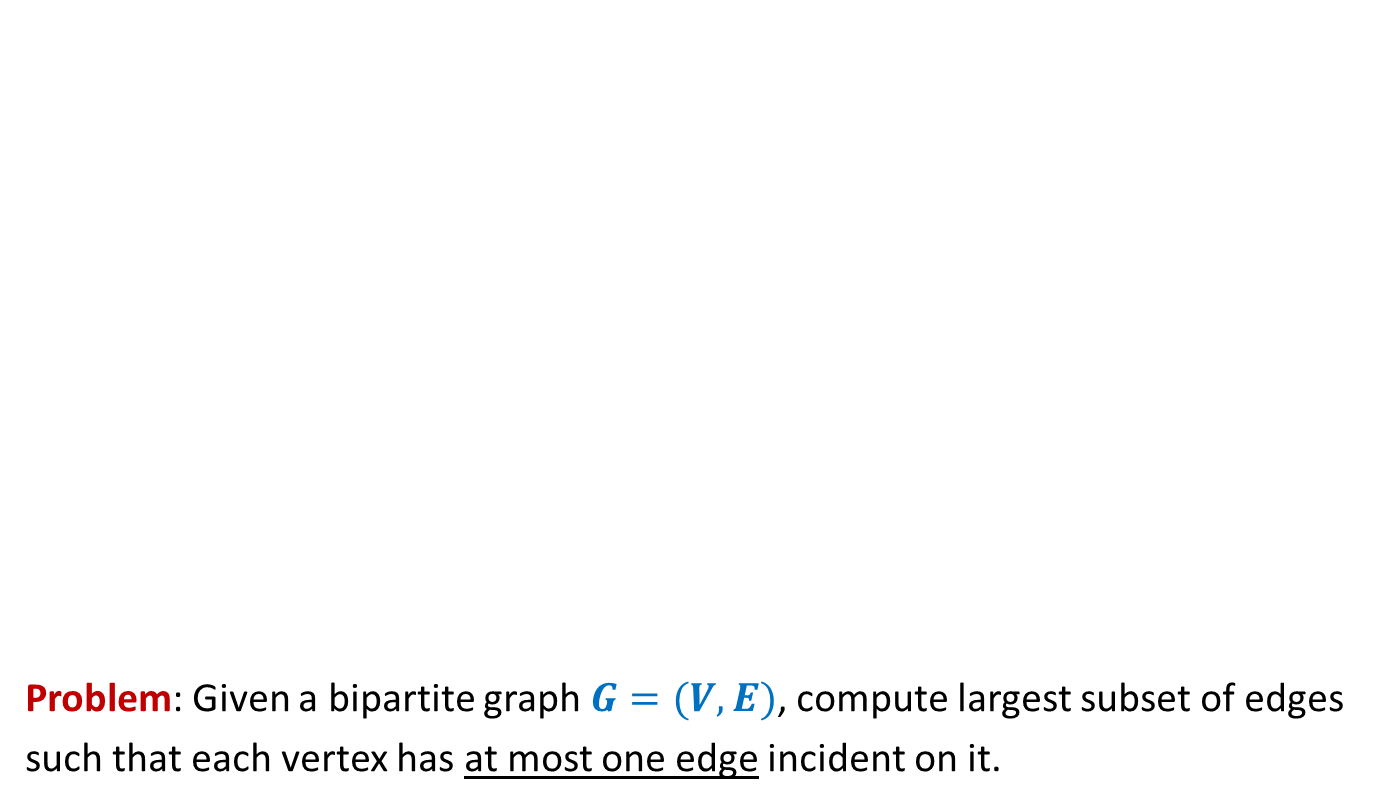 Problem: Given a bipartite graph G = (V, E), compute largest subset of edges
such that each vertex has at most one edge incident on it.